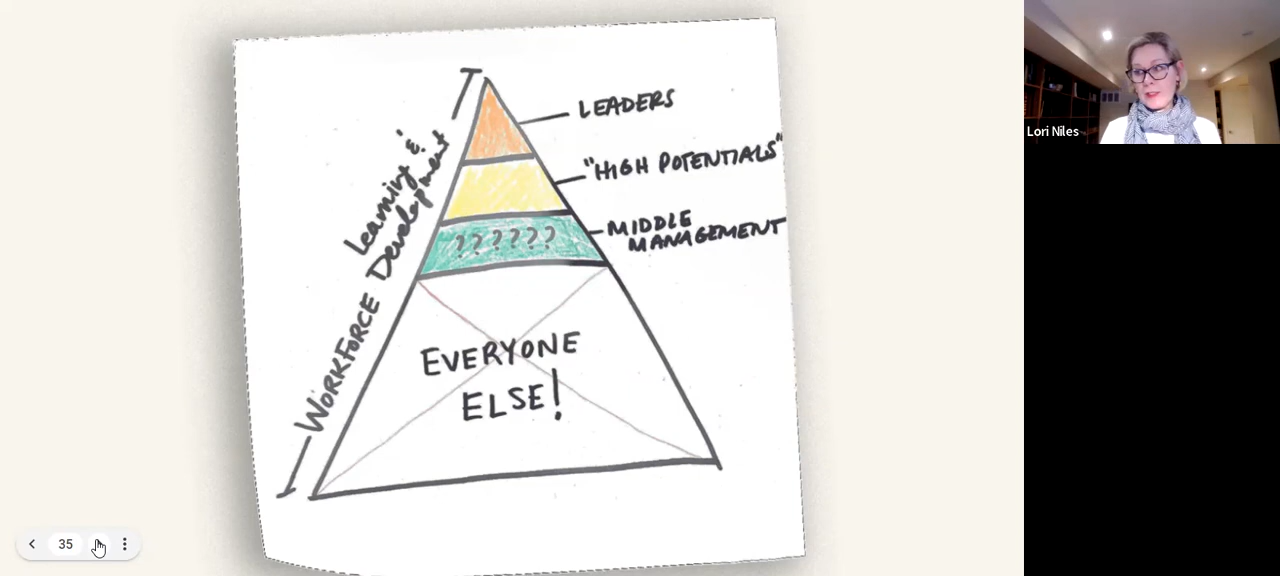 LEADERS
"HIGH POTENTIALS"
MIDDLE
MANAGEMENT
??????
EVERYONE
ELSE!
WORKFORCE Learning &
Development
Lori Niles
35